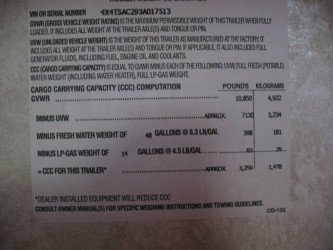 VIN OR SERIAL NUMBER 4X4TSAC293A017513
GVWR (GROSS VEHICLE WEIGHT RATING) IS THE MAXIMUM PERMISSIBLE WEIGHT OF THIS TRAILER WHEN FULLY
LOADED. IT INCLUDES ALL WEIGHT AT THE TRAILER AXLE(S) AND TONGUE OR PIN.
UVW (UNLOADED VEHICLE WEIGHT) IS THE WEIGHT OF THIS TRAILER AS MANUFACTURED AT THE FACTORY. IT
INCLUDES ALL WEIGHT AT THE TRAILER AXLE(S) AND TONGUE OR PIN. IF APPLICABLE, IT ALSO INCLUDES FULL
GENERATOR FLUIDS, INCLUDING FUEL, ENGINE OIL AND COOLANT.
CCC (CARGO CARRYING CAPACITY) IS EQUAL TO GVWR MINUS EACH OF THE FOLLOWING: UVW, FULL FRESH (POTABLE)
WATER WEIGHT (INCLUDING WATER HEATER), FULL LP-GAS WEIGHT.
CARGO CARRYING CAPACITY (CCC) COMPUTATION POUNDS KILOGRAMS
GVWR 10,850 4,922
MINUS UVW 7130 3,234
MINUS FRESH WATER WEIGHT OF 48 GALLONS @ 8.3 LB/GAL 398 181
MINUS LP-GAS WEIGHT OF 14 GALLONS @ 4.5 LB/GAL 63 29
= CCC FOR THIS TRAILER* 3,259 1,478
*DEALER INSTALLED EQUIPMENT WILL REDUCE CCC
CONSULT OWNER MANUAL(S) FOR SPECIFIC WEIGHING INSTRUCTIONS AND TOWING GUIDELINES.
CD-132